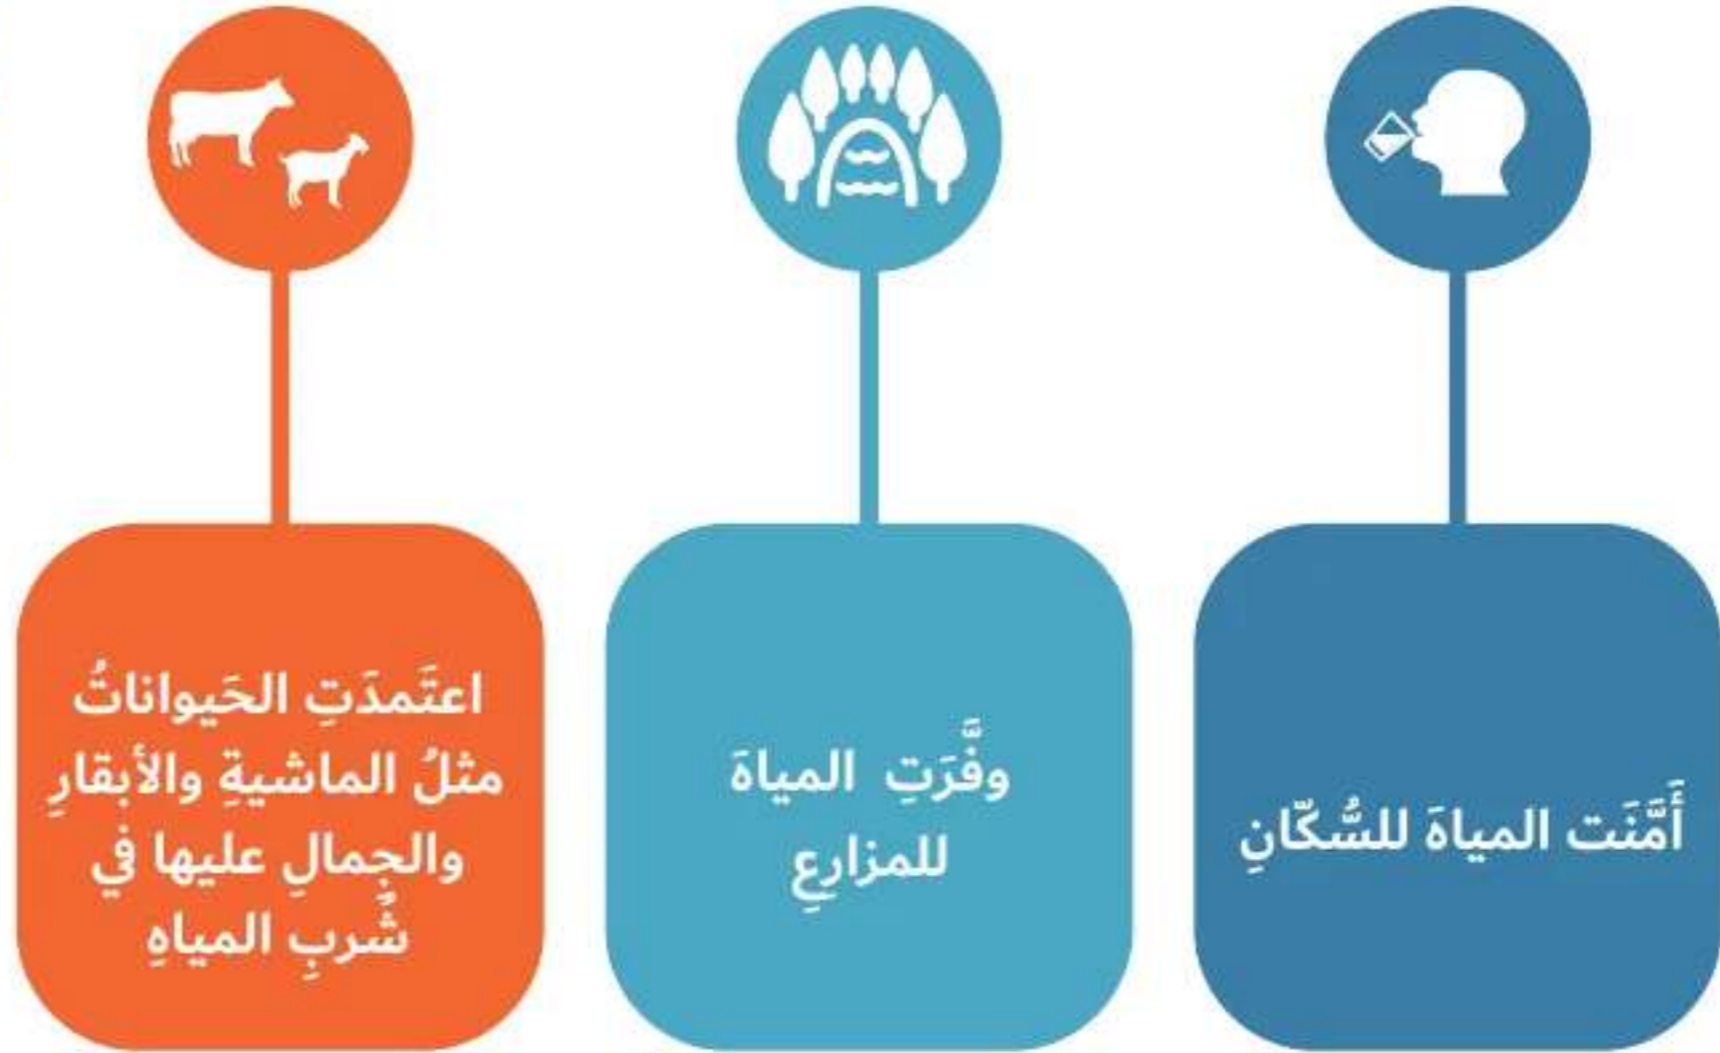 أَمَّنَت المياهَ للسُّكّانِ
وفَّرَتِ المياهَ
للمزارِعِ
اعتَمدَتِ الحَيواناتُ
مثلُ الماشيةِ والأبقارِ
والجِمالِ عليها في
شُربِ المياهِ